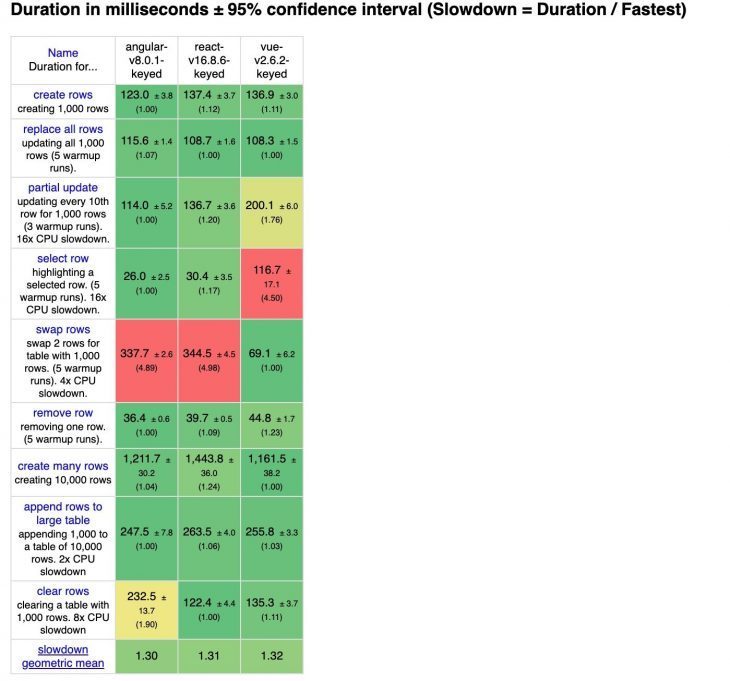 Duration in milliseconds ± 95% confidence interval (Slowdown = Duration / Fastest)
Name
Duration for...
angular-
v8.0.1-
keyed
react-
v16.8.6-
keyed
vue-
v2.6.2-
keyed
create rows
creating 1,000 rows
123.0 ±3.8
(1.00)
137.4 ±3.7
(1.12)
136.9 ±3.0
(1.11)
replace all rows
updating all 1,000
rows (5 warmup
runs).
115.6 ±1.4
(1.07)
108.7 ±1.6
(1.00)
108.3 ±1.5
(1.00)
partial update
updating every 10th
row for 1,000 rows
(3 warmup runs).
16x CPU slowdown.
114.0 ±5.2
(1.00)
136.7 ±3.6
(1.20)
200.1 ±6.0
(1.76)
select row
highlighting a
selected row. (5
warmup runs). 16x
CPU slowdown.
26.0 ±2.5
(1.00)
30.4 ±3.5
(1.17)
116.7 ±
17.1
(4.50)
swap rows
swap 2 rows for
table with 1,000
rows. (5 warmup
runs). 4x CPU
slowdown.
337.7 ±2.6
(4.89)
344.5 ±4.5
(4.98)
69.1 ±6.2
(1.00)
remove row
removing one row.
(5 warmup runs).
36.4 ±0.6
(1.00)
39.7 ±0.5
(1.09)
44.8 ±1.7
(1.23)
create many rows
creating 10,000 rows
1,211.7 ±
30.2
(1.04)
1,443.8 ±
36.0
(1.24)
1,161.5 ±
38.2
(1.00)
append rows to
large table
appending 1,000 to
a table of 10,000
rows. 2x CPU
slowdown
247.5 ±7.8
(1.00)
263.5 ±4.0
(1.06)
255.8 ±3.3
(1.03)
clear rows
clearing a table with
1,000 rows. 8x CPU
slowdown
232.5 ±
13.7
(1.90)
122.4 ±4.4
(1.00)
135.3 ±3.7
(1.11)
slowdown
geometric mean
1.30
1.31
1.32